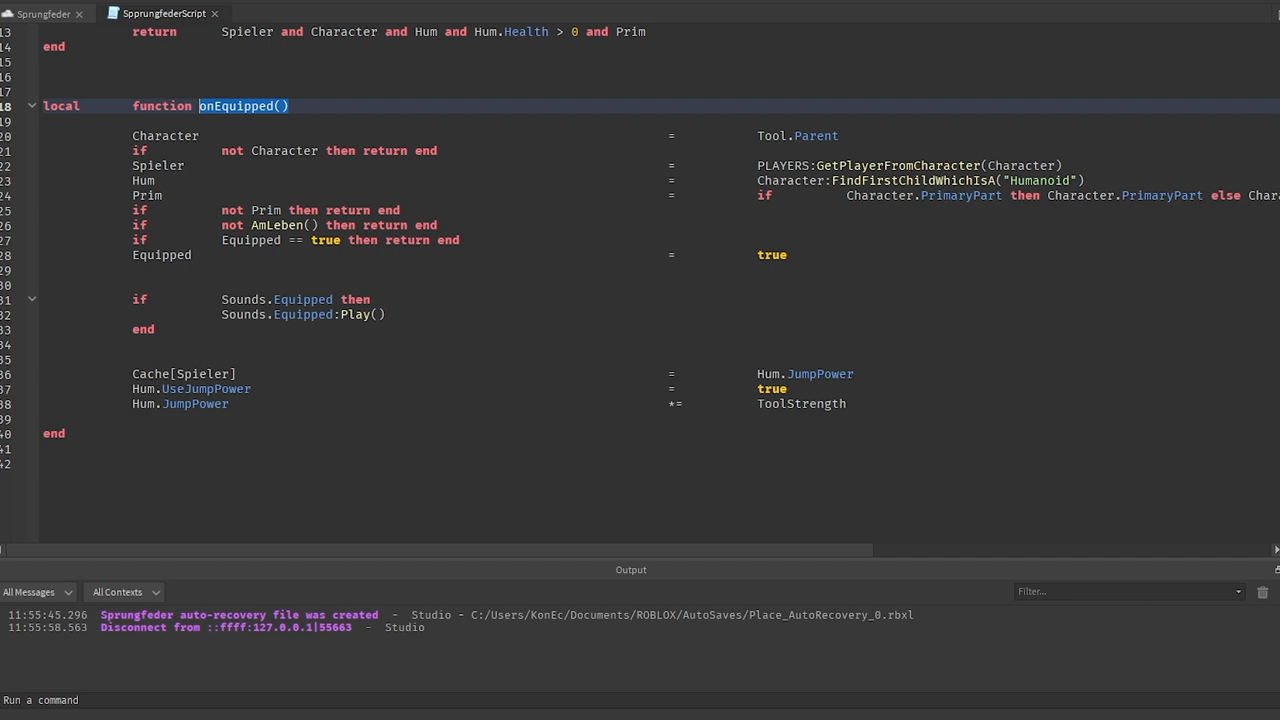 Sprungfeder
SpprungfederScript
13 return Spieler and Character and Hum and Hum.Health > 0 and Prim
14 end
15
16
17
18 local function onEquipped()
19
20 Character = Tool.Parent
21 if not Character then return end
22 Spieler = PLAYERS:GetPlayerFromCharacter(Character)
23 Hum = Character:FindFirstChildWhichIsA("Humanoid")
24 Prim = if Character.PrimaryPart then Character.PrimaryPart else Chara
25 if not Prim then return end
26 if not AmLeben() then return end
27 if Equipped == true then return end
28 Equipped = true
29
30
31 if Sounds.Equipped then
32 Sounds.Equipped:Play()
33 end
34
35
36 Cache[Spieler] = Hum.JumpPower
37 Hum.UseJumpPower = true
38 Hum.JumpPower *= ToolStrength
39
40 end
41
42
Output
All Messages All Contexts Filter...
11:55:45.296 Sprungfeder auto-recovery file was created - Studio - C:/Users/KonEc/Documents/ROBLOX/AutoSaves/Place_AutoRecovery_0.rbxl
11:55:58.563 Disconnect from ::ffff:127.0.0.1|55663 - Studio
Run a command